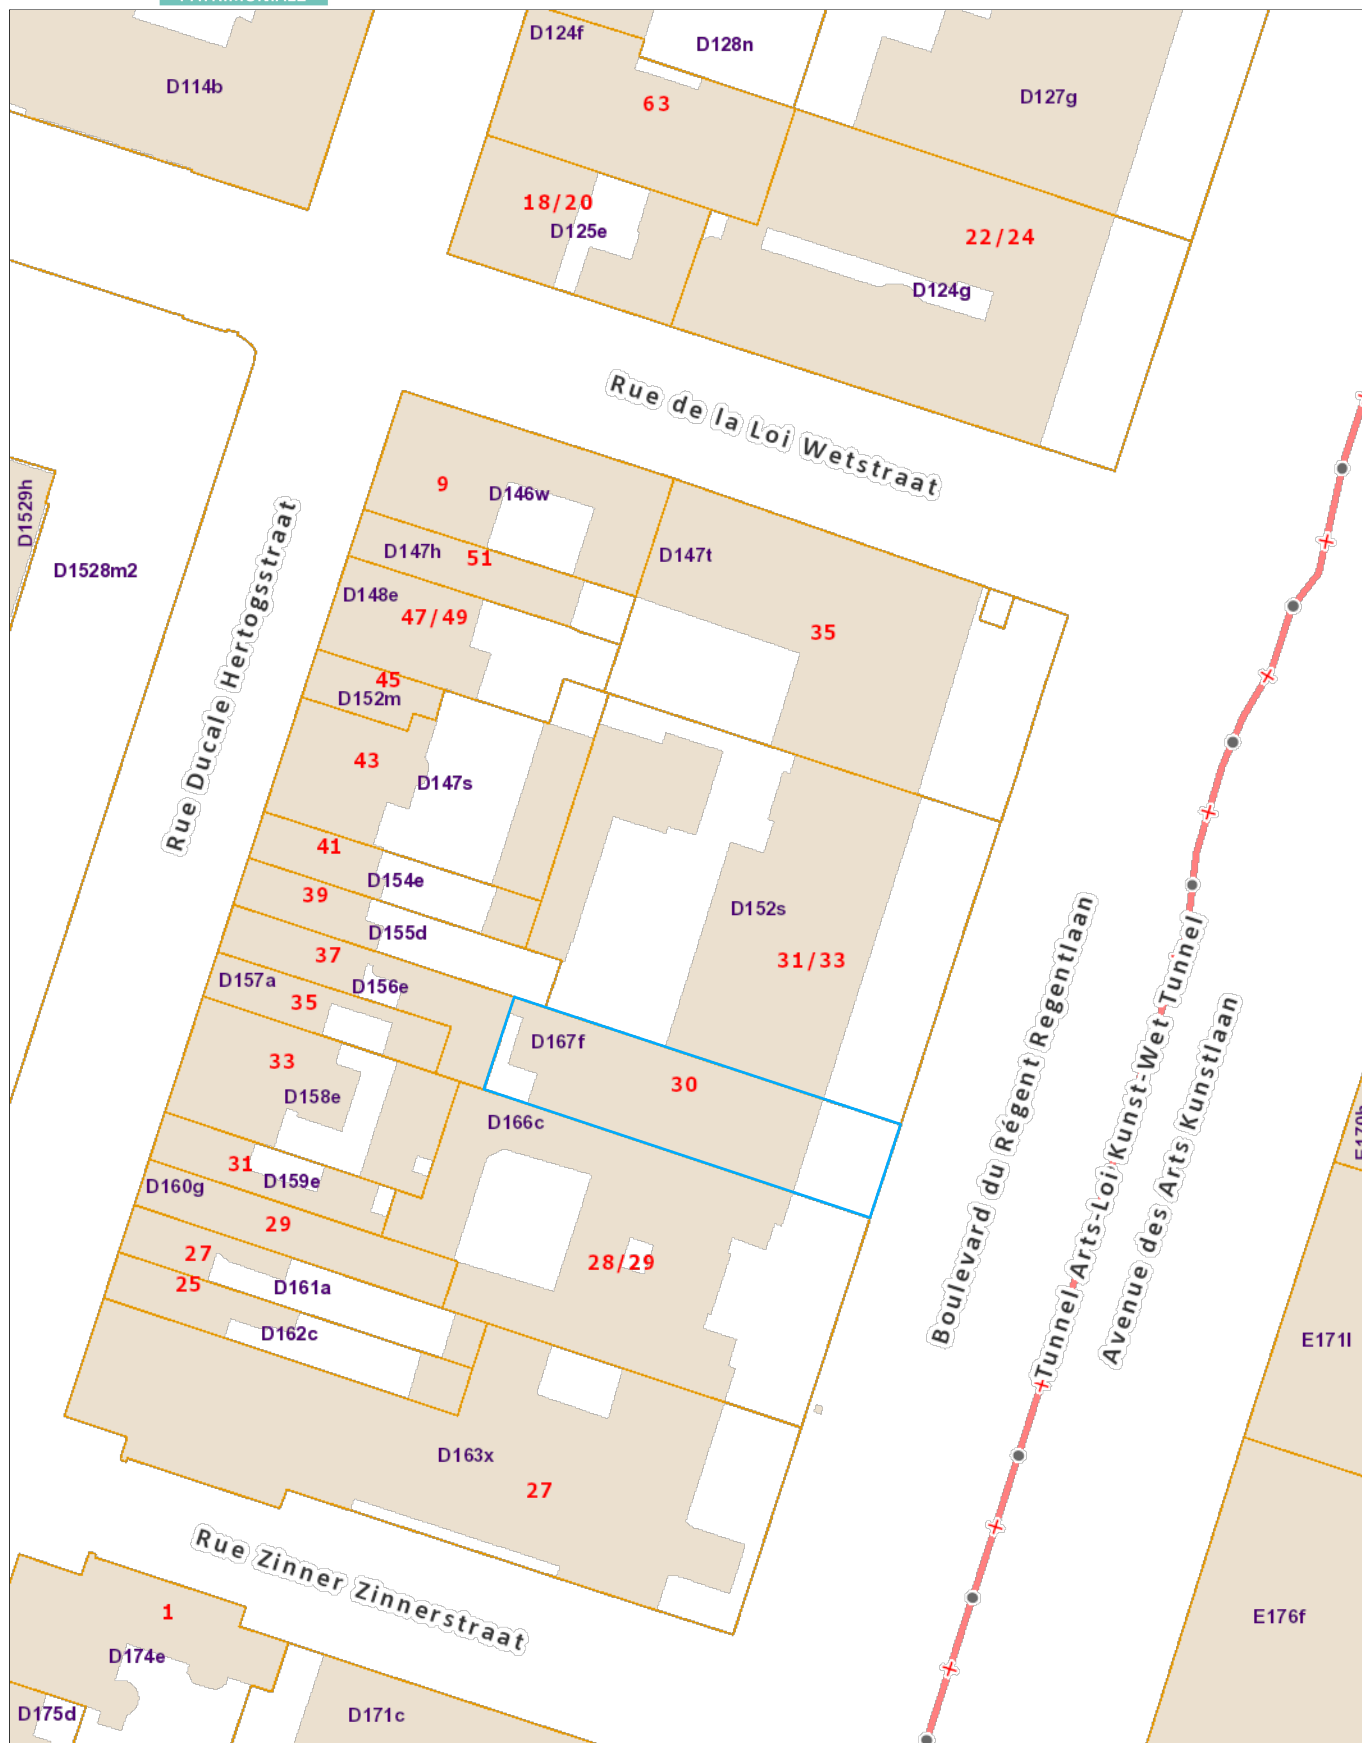 D124f
D128n
D114b
63
D127g
18/20
D125e
22/24
D124g
Rue de la Loi Wetstraat
9
D146w
D1529h
D147h
51
D147t
D1528m2
D148e
47/49
35
45
D152m
43
D147s
Rue Ducale Hertogsstraat
41
D154e
39
D155d
D152s
37
31/33
D157a
D156e
35
D167f
33
30
D158e
D166c
31
D159e
D160g
29
27
28/29
25
D161a
D162c
Boulevard du Régent Regentlaan
Tunnel Arts-Loi Kunst-Wet Tunnel
Avenue des Arts Kunstlaan
E171l
D163x
27
Rue Zinner Zinnerstraat
1
E176f
D174e
D175d
D171c